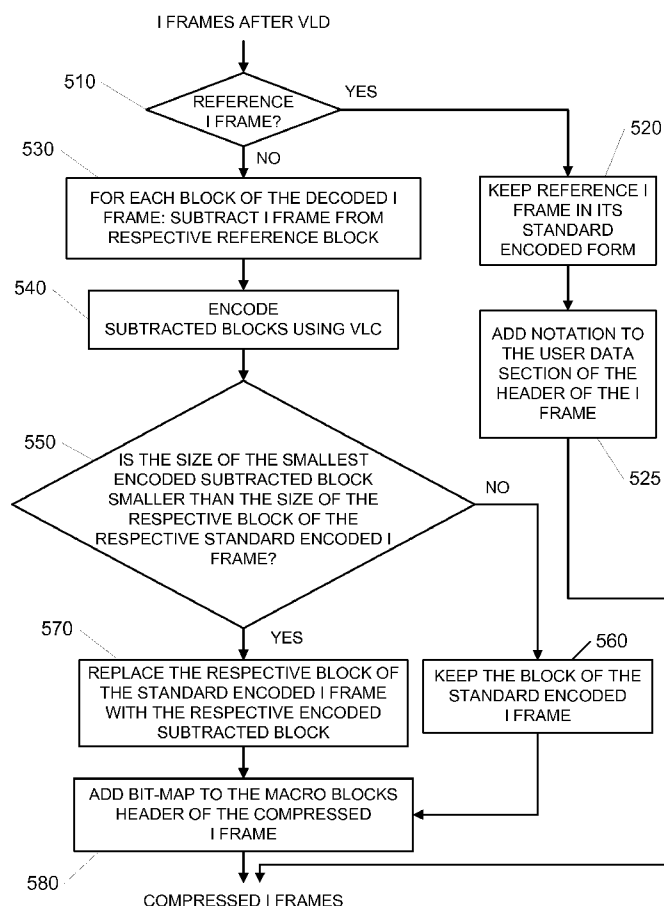 I FRAMES AFTER VLD
510
REFERENCE
I FRAME?
YES
NO
520
KEEP REFERENCE I
FRAME IN ITS
STANDARD
ENCODED FORM
530
FOR EACH BLOCK OF THE DECODED I
FRAME: SUBTRACT I FRAME FROM
RESPECTIVE REFERENCE BLOCK
540
ENCODE
SUBTRACTED BLOCKS USING VLC
ADD NOTATION TO
THE USER DATA
SECTION OF THE
HEADER OF THE I
FRAME
525
550
IS THE SIZE OF THE SMALLEST
ENCODED SUBTRACTED BLOCK
SMALLER THAN THE SIZE OF THE
RESPECTIVE BLOCK OF THE
RESPECTIVE STANDARD ENCODED I
FRAME?
NO
YES
570
REPLACE THE RESPECTIVE BLOCK OF
THE STANDARD ENCODED I FRAME
WITH THE RESPECTIVE ENCODED
SUBTRACTED BLOCK
560
KEEP THE BLOCK OF THE
STANDARD ENCODED
I FRAME
ADD BIT-MAP TO THE MACRO BLOCKS
HEADER OF THE COMPRESSED
I FRAME
580
COMPRESSED I FRAMES